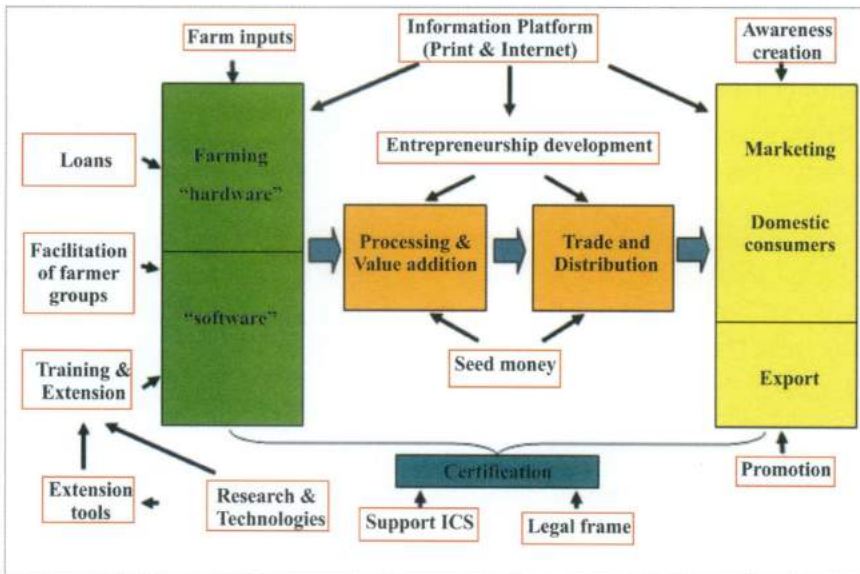 Farm inputs
Information Platform
(Print & Internet)
Awareness
creation
Loans
Farming
“hardware”
Entrepreneurship development
Marketing
Domestic
consumers
Facilitation
of farmer
groups
Processing &
Value addition
Trade and
Distribution
“software”
Training &
Extension
Seed money
Export
Certification
Extension
tools
Research &
Technologies
Support ICS
Legal frame
Promotion